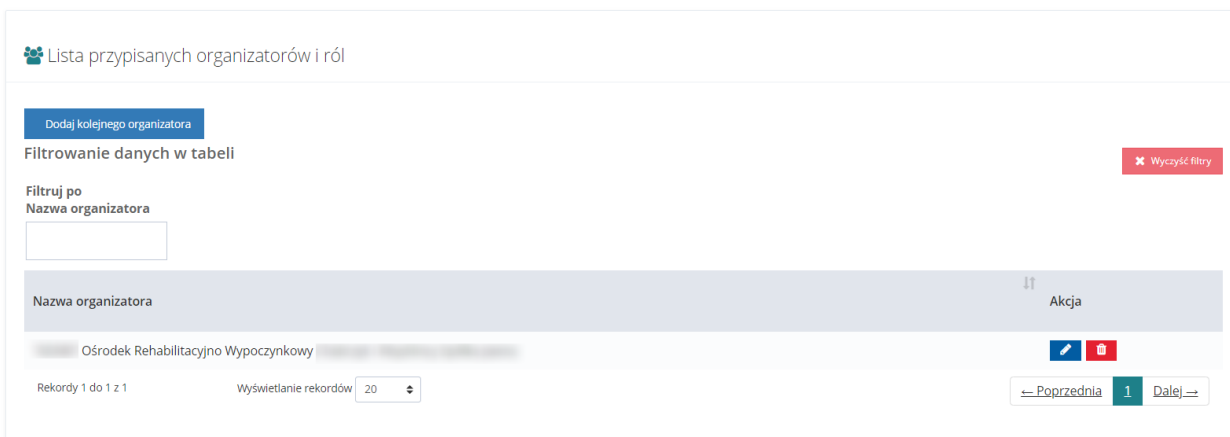 Lista przypisanych organizatorów i ról
Dodaj kolejnego organizatora
Filtrowanie danych w tabeli
Wyczyść filtry
Filtruj po
Nazwa organizatora
Nazwa organizatora
Akcja
Ośrodek Rehabilitacyjno Wypoczynkowy
Rekordy 1 do 1 z 1
Wyświetlanie rekordów 20
← Poprzednia 1 Dalej →